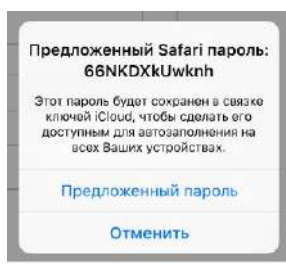 Предложенный Safari пароль:
66NKDXkUwknh
Этот пароль будет сохранен в связке
ключей iCloud, чтобы сделать его
доступным для автозаполнения на
всех Ваших устройствах.
Предложенный пароль
Отменить